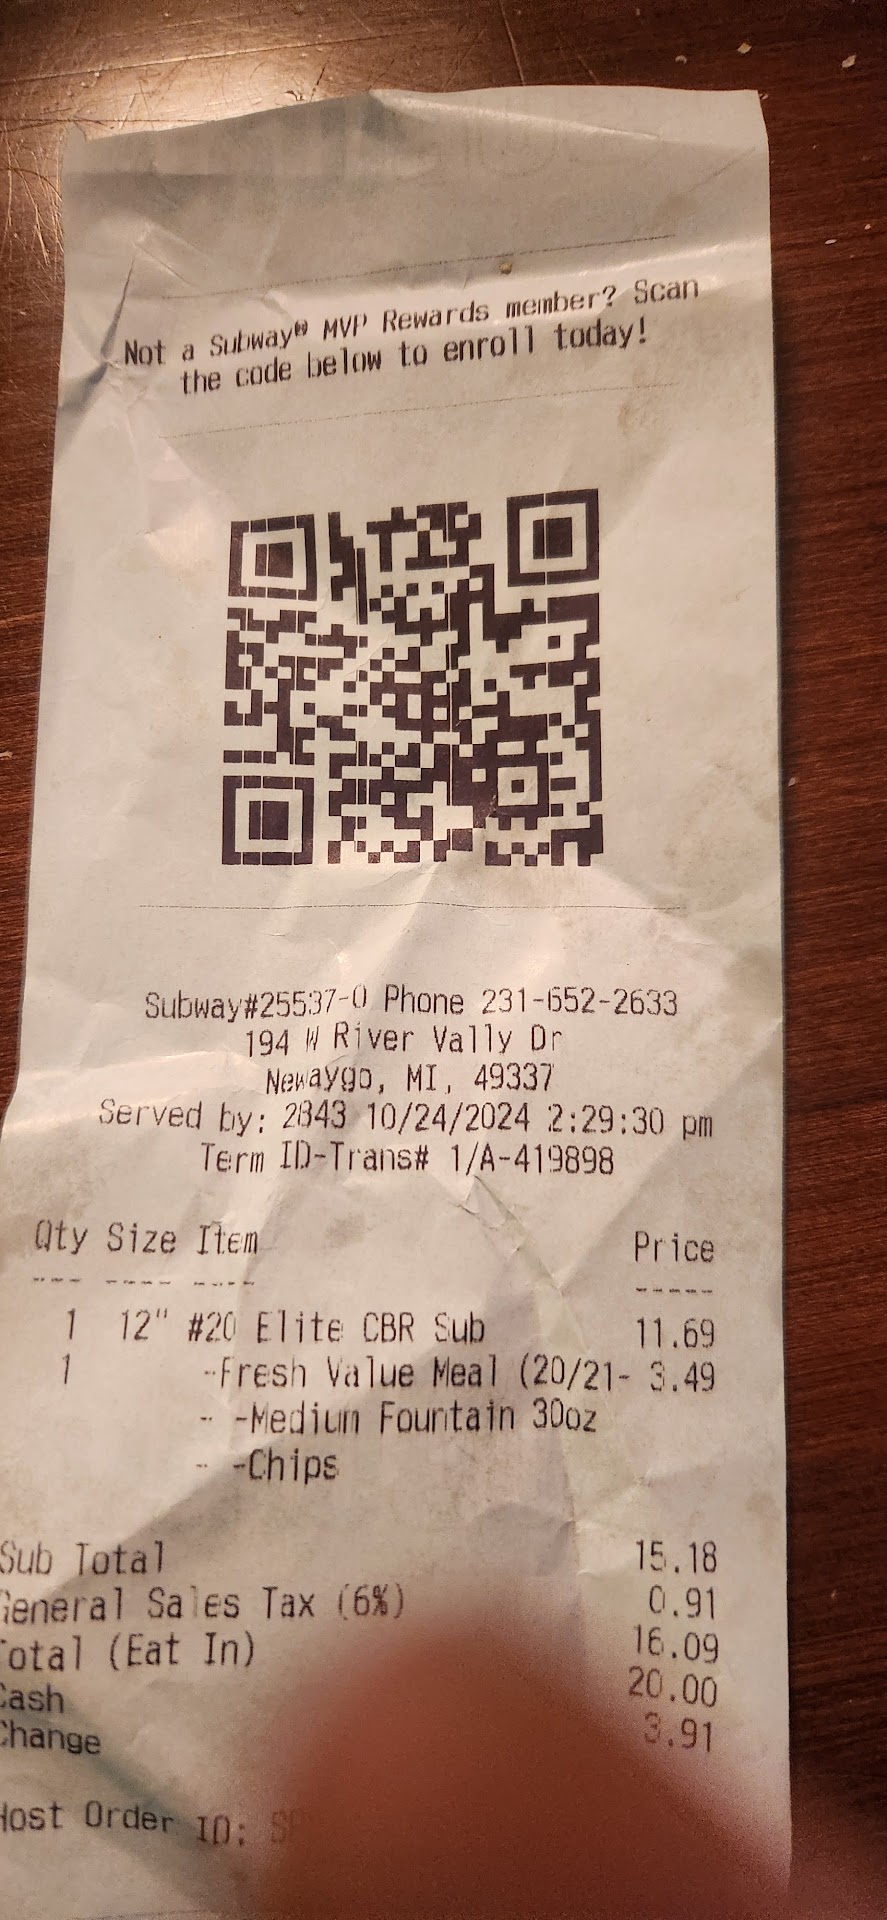 Not a Subway® MVP Rewards member? Scan
the code below to enroll today!
Subway#25537-0 Phone 231-652-2633
194 W River Vally Dr
Newaygo, MI, 49337
Served by: 2843 10/24/2024 2:29:30 pm
Term ID-Trans# 1/A-419898
Qty Size Item Price
--- ---- ---- -----
1 12" #20 Elite CBR Sub 11.69
1 -Fresh Value Meal (20/21- 3.49
- -Medium Fountain 30oz
- -Chips
Sub Total 15.18
General Sales Tax (6%) 0.91
Total (Eat In) 16.09
Cash 20.00
Change 3.91
Host Order ID: